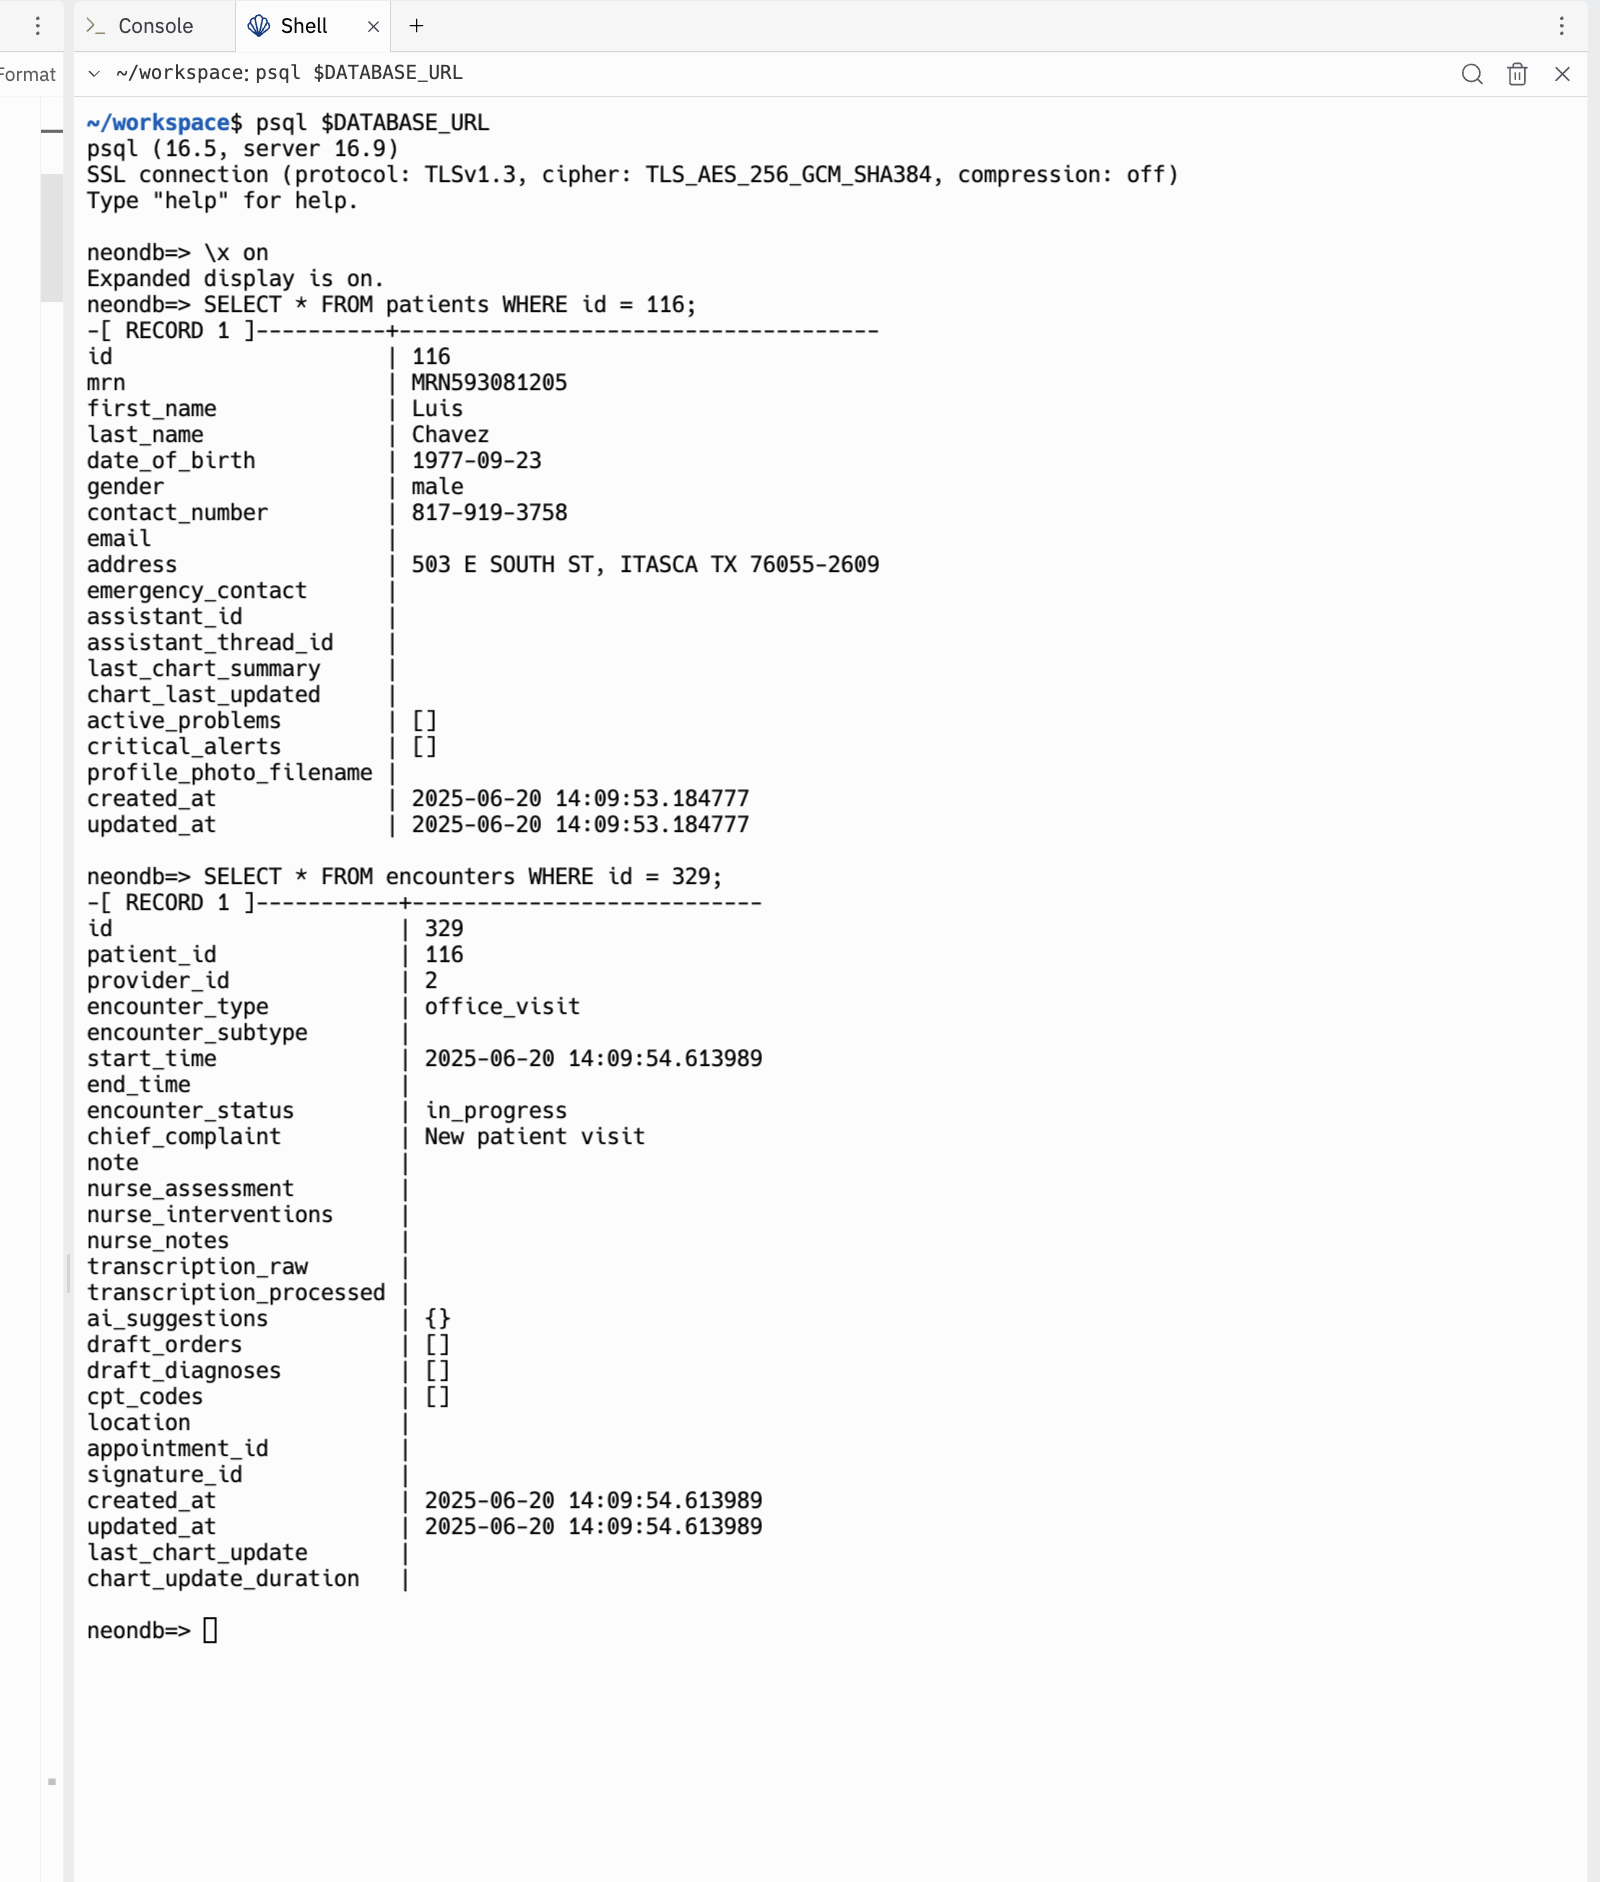 Console
Shell
Format
~/workspace: psql $DATABASE_URL
~/workspace$ psql $DATABASE_URL
psql (16.5, server 16.9)
SSL connection (protocol: TLSv1.3, cipher: TLS_AES_256_GCM_SHA384, compression: off)
Type "help" for help.
neondb=> \x on
Expanded display is on.
neondb=> SELECT * FROM patients WHERE id = 116;
-[ RECORD 1 ]----------+-------------------------------------
id                     | 116
mrn                    | MRN593081205
first_name             | Luis
last_name              | Chavez
date_of_birth          | 1977-09-23
gender                 | male
contact_number         | 817-919-3758
email                  |
address                | 503 E SOUTH ST, ITASCA TX 76055-2609
emergency_contact      |
assistant_id           |
assistant_thread_id    |
last_chart_summary     |
chart_last_updated     |
active_problems        | []
critical_alerts        | []
profile_photo_filename |
created_at             | 2025-06-20 14:09:53.184777
updated_at             | 2025-06-20 14:09:53.184777
neondb=> SELECT * FROM encounters WHERE id = 329;
-[ RECORD 1 ]-----------+---------------------------
id                      | 329
patient_id              | 116
provider_id             | 2
encounter_type          | office_visit
encounter_subtype       |
start_time              | 2025-06-20 14:09:54.613989
end_time                |
encounter_status        | in_progress
chief_complaint         | New patient visit
note                    |
nurse_assessment        |
nurse_interventions     |
nurse_notes             |
transcription_raw       |
transcription_processed |
ai_suggestions          | {}
draft_orders            | []
draft_diagnoses         | []
cpt_codes               | []
location                |
appointment_id          |
signature_id            |
created_at              | 2025-06-20 14:09:54.613989
updated_at              | 2025-06-20 14:09:54.613989
last_chart_update       |
chart_update_duration   |
neondb=>